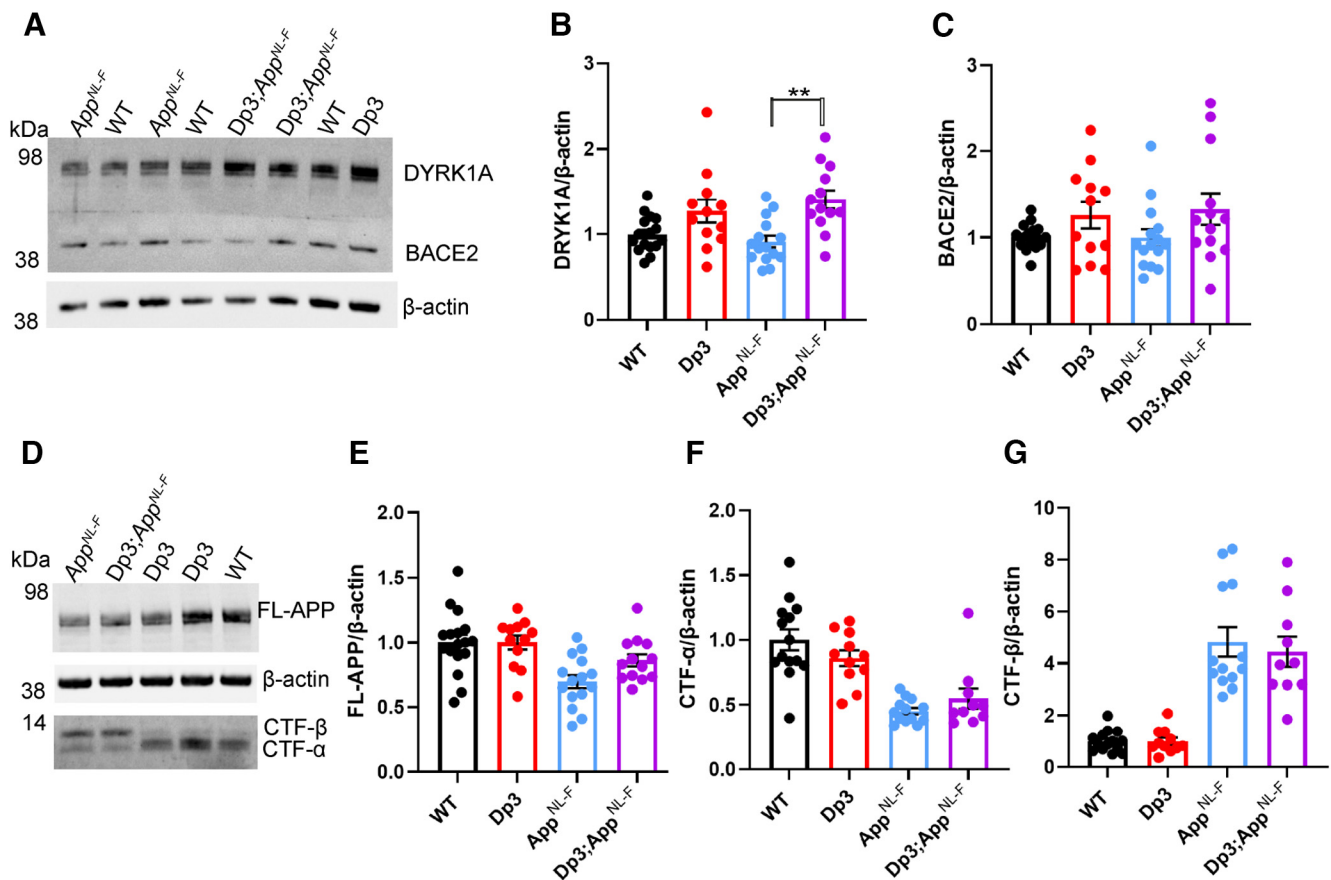 A
App^NL-F
WT
App^NL-F
WT
Dp3;App^NL-F
Dp3;App^NL-F
WT
Dp3
kDa
98
38
38
DYRK1A
BACE2
β-actin
B
DRYK1A/β-actin
3
2
1
0
**
WT
Dp3
App^NL-F
Dp3;App^NL-F
C
BACE2/β-actin
3
2
1
0
WT
Dp3
App^NL-F
Dp3;App^NL-F
D
App^NL-F
Dp3;App^NL-F
Dp3
Dp3
WT
kDa
98
38
14
FL-APP
β-actin
CTF-β
CTF-α
E
FL-APP/β-actin
2.0
1.5
1.0
0.5
0.0
WT
Dp3
App^NL-F
Dp3;App^NL-F
F
CTF-α/β-actin
2.0
1.5
1.0
0.5
0.0
WT
Dp3
App^NL-F
Dp3;App^NL-F
G
CTF-β/β-actin
10
8
6
4
2
0
WT
Dp3
App^NL-F
Dp3;App^NL-F